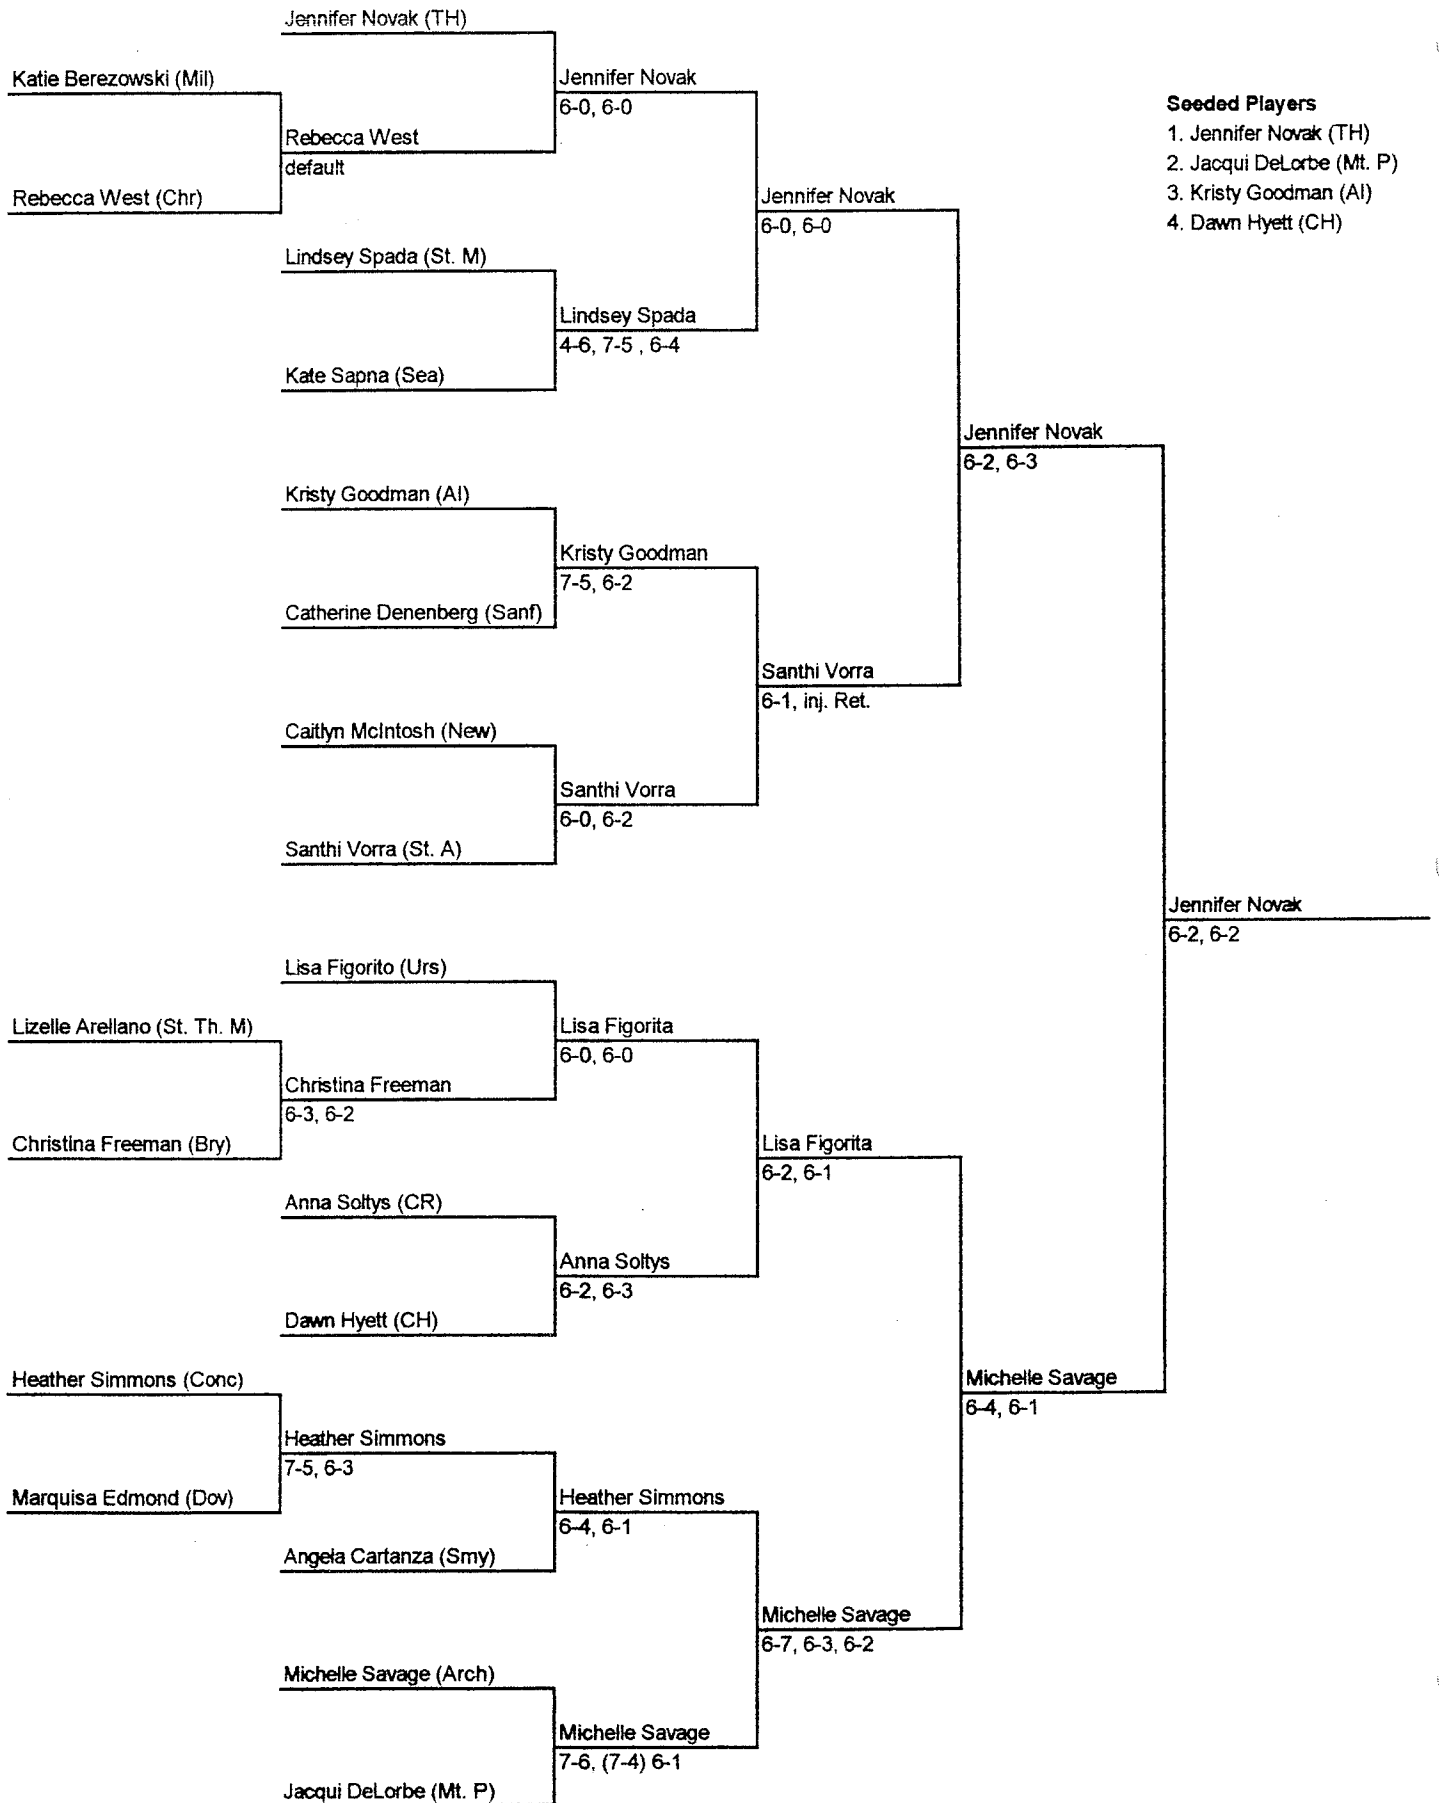 Jennifer Novak (TH)
Katie Berezowski (Mil)
Jennifer Novak
6-0, 6-0
Rebecca West
default
Rebecca West (Chr)
Jennifer Novak
6-0, 6-0
Lindsey Spada (St. M)
Lindsey Spada
4-6, 7-5 , 6-4
Kate Sapna (Sea)
Jennifer Novak
6-2, 6-3
Kristy Goodman (AI)
Kristy Goodman
7-5, 6-2
Catherine Denenberg (Sanf)
Santhi Vorra
6-1, inj. Ret.
Caitlyn McIntosh (New)
Santhi Vorra
6-0, 6-2
Santhi Vorra (St. A)
Jennifer Novak
6-2, 6-2
Lisa Figorito (Urs)
Lizelle Arellano (St. Th. M)
Lisa Figorita
6-0, 6-0
Christina Freeman
6-3, 6-2
Christina Freeman (Bry)
Lisa Figorita
6-2, 6-1
Anna Soltys (CR)
Anna Soltys
6-2, 6-3
Dawn Hyett (CH)
Heather Simmons (Conc)
Michelle Savage
6-4, 6-1
Heather Simmons
7-5, 6-3
Marquisa Edmond (Dov)
Heather Simmons
6-4, 6-1
Angela Cartanza (Smy)
Michelle Savage
6-7, 6-3, 6-2
Michelle Savage (Arch)
Michelle Savage
7-6, (7-4) 6-1
Jacqui DeLorbe (Mt. P)
Seeded Players
1. Jennifer Novak (TH)
2. Jacqui DeLorbe (Mt. P)
3. Kristy Goodman (AI)
4. Dawn Hyett (CH)